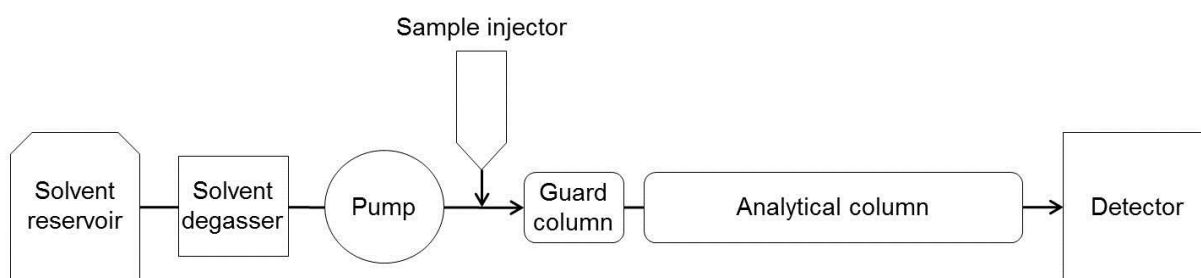 Sample injector
Solvent
reservoir
Solvent
degasser
Pump
Guard
column
Analytical column
Detector